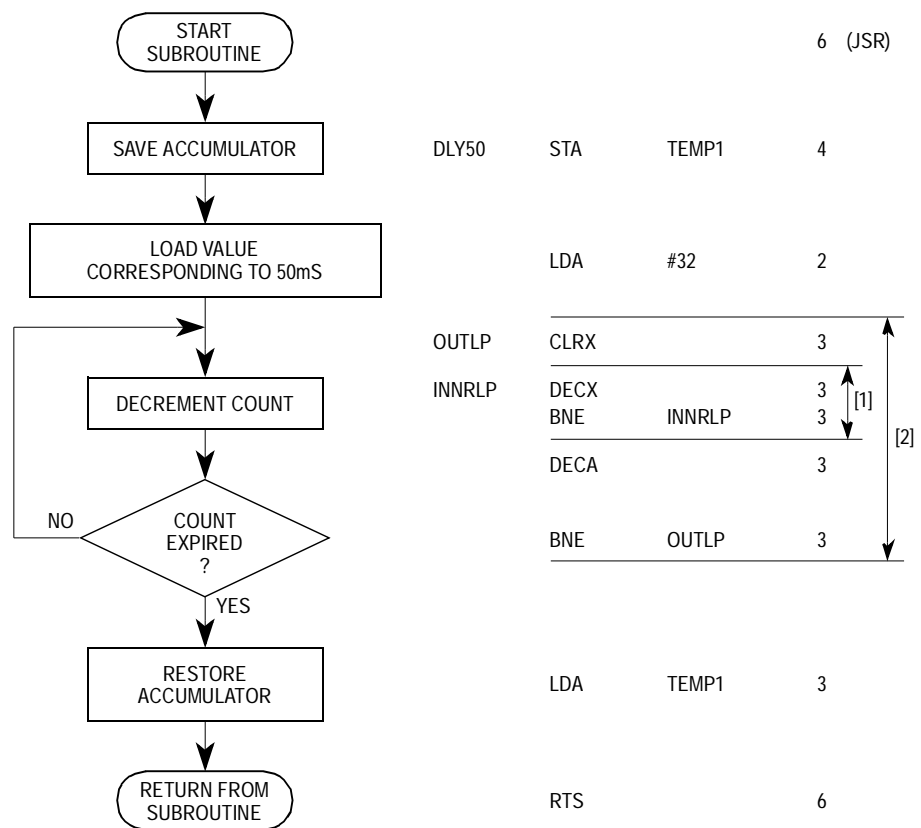 START
SUBROUTINE
6 (JSR)
SAVE ACCUMULATOR
DLY50 STA TEMP1 4
LOAD VALUE
CORRESPONDING TO 50mS
LDA #32 2
OUTLP CLRX 3
INNRLP DECX 3
BNE INNRLP 3
[1]
[2]
DECREMENT COUNT
DECA 3
NO
COUNT
EXPIRED
?
BNE OUTLP 3
YES
RESTORE
ACCUMULATOR
LDA TEMP1 3
RETURN FROM
SUBROUTINE
RTS 6